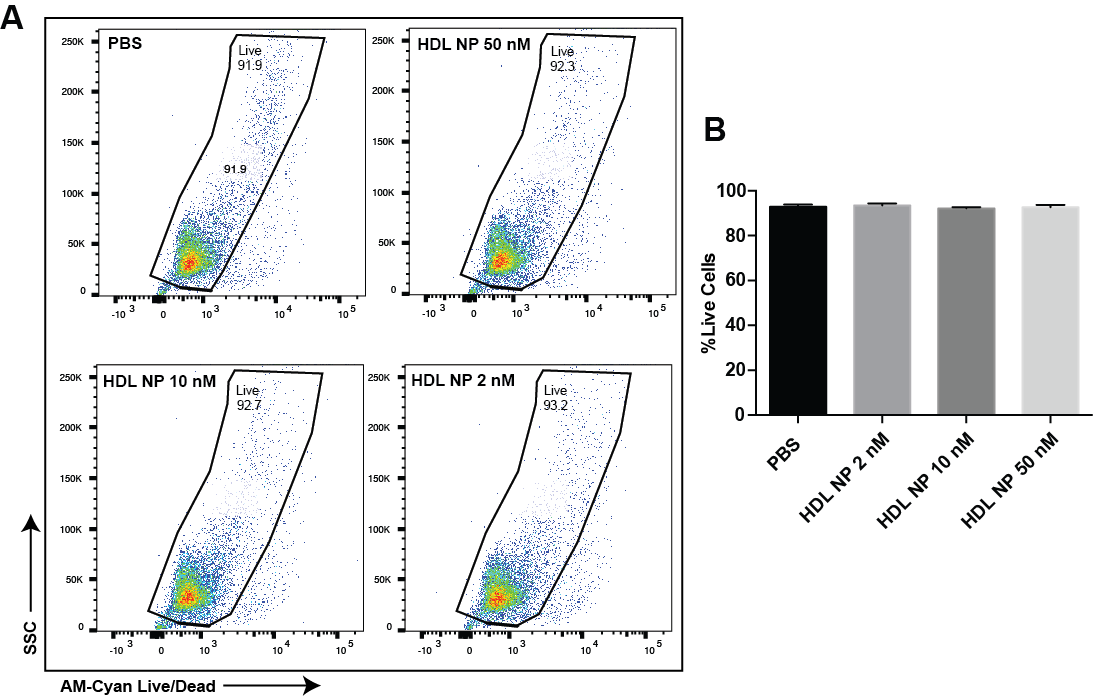 A
PBS
Live
91.9
91.9
250K
200K
150K
100K
50K
0
-10 3 0 10 3 10 4 10 5
HDL NP 50 nM
Live
92.3
250K
200K
150K
100K
50K
0
-10 3 0 10 3 10 4 10 5
HDL NP 10 nM
Live
92.7
250K
200K
150K
100K
50K
0
-10 3 0 10 3 10 4 10 5
HDL NP 2 nM
Live
93.2
250K
200K
150K
100K
50K
0
-10 3 0 10 3 10 4 10 5
SSC
AM-Cyan Live/Dead
B
%Live Cells
100
80
60
40
20
0
PBS
HDL NP 2 nM
HDL NP 10 nM
HDL NP 50 nM